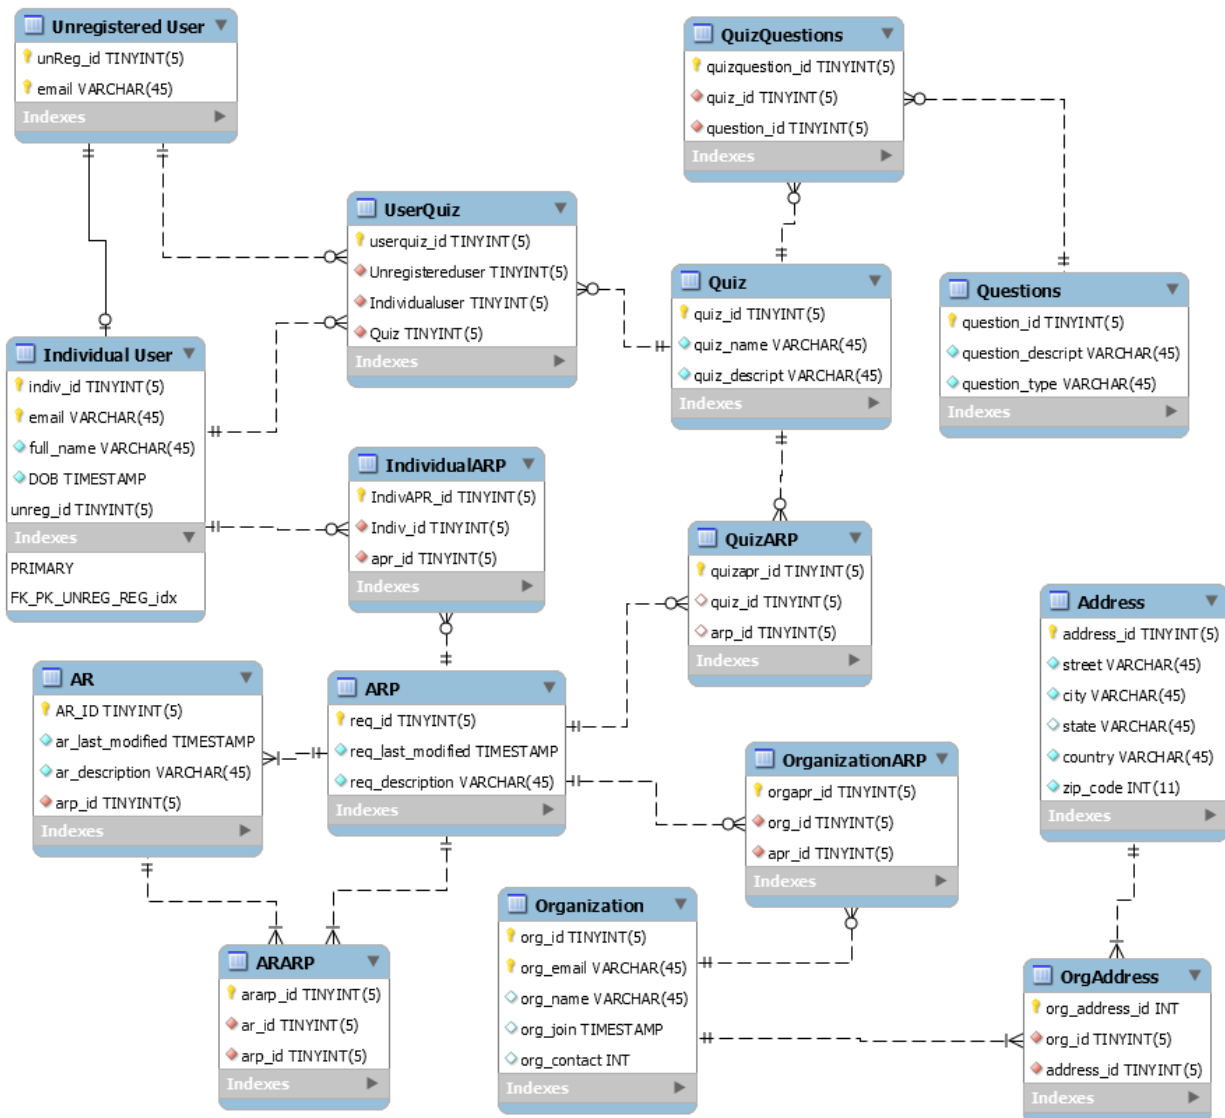 Unregistered User
unReg_id TINYINT(5)
email VARCHAR(45)
Indexes
QuizQuestions
quizquestion_id TINYINT(5)
quiz_id TINYINT(5)
question_id TINYINT(5)
Indexes
UserQuiz
userquiz_id TINYINT(5)
Unregistereduser TINYINT(5)
Individualuser TINYINT(5)
Quiz TINYINT(5)
Indexes
Quiz
quiz_id TINYINT(5)
quiz_name VARCHAR(45)
quiz_descript VARCHAR(45)
Indexes
Questions
question_id TINYINT(5)
question_descript VARCHAR(45)
question_type VARCHAR(45)
Indexes
Individual User
indiv_id TINYINT(5)
email VARCHAR(45)
full_name VARCHAR(45)
DOB TIMESTAMP
unreg_id TINYINT(5)
Indexes
PRIMARY
FK_PK_UNREG_REG_idx
IndividualARP
IndivAPR_id TINYINT(5)
Indiv_id TINYINT(5)
apr_id TINYINT(5)
Indexes
QuizARP
quizapr_id TINYINT(5)
quiz_id TINYINT(5)
arp_id TINYINT(5)
Indexes
Address
address_id TINYINT(5)
street VARCHAR(45)
city VARCHAR(45)
state VARCHAR(45)
country VARCHAR(45)
zip_code INT(11)
Indexes
AR
AR_ID TINYINT(5)
ar_last_modified TIMESTAMP
ar_description VARCHAR(45)
arp_id TINYINT(5)
Indexes
ARP
req_id TINYINT(5)
req_last_modified TIMESTAMP
req_description VARCHAR(45)
Indexes
OrganizationARP
orgapr_id TINYINT(5)
org_id TINYINT(5)
apr_id TINYINT(5)
Indexes
Organization
org_id TINYINT(5)
org_email VARCHAR(45)
org_name VARCHAR(45)
org_join TIMESTAMP
org_contact INT
Indexes
ARARP
ararp_id TINYINT(5)
ar_id TINYINT(5)
arp_id TINYINT(5)
Indexes
OrgAddress
org_address_id INT
org_id TINYINT(5)
address_id TINYINT(5)
Indexes